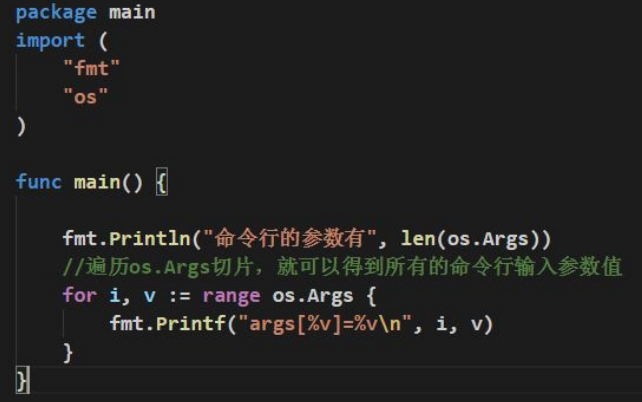 package main
import (
    "fmt"
    "os"
)
func main() {
    fmt.Println("命令行的参数有", len(os.Args))
    //遍历os.Args切片，就可以得到所有的命令行输入参数值
    for i, v := range os.Args {
        fmt.Printf("args[%v]=%v\n", i, v)
    }
}